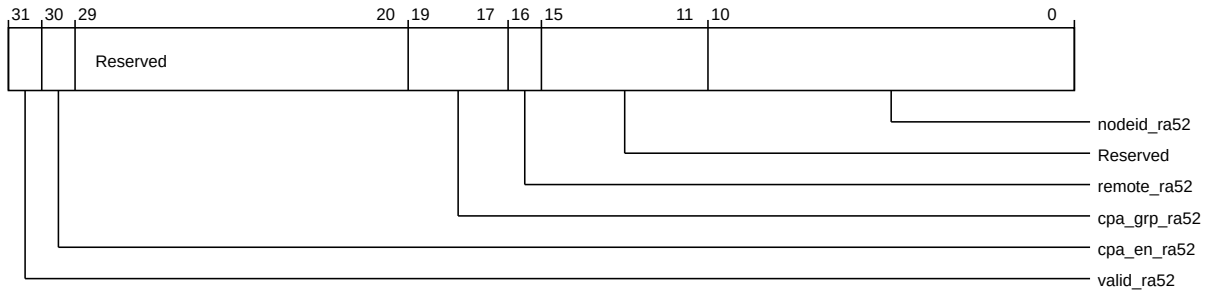 31 30 29 20 19 17 16 15 11 10 0
Reserved
nodeid_ra52
Reserved
remote_ra52
cpa_grp_ra52
cpa_en_ra52
valid_ra52